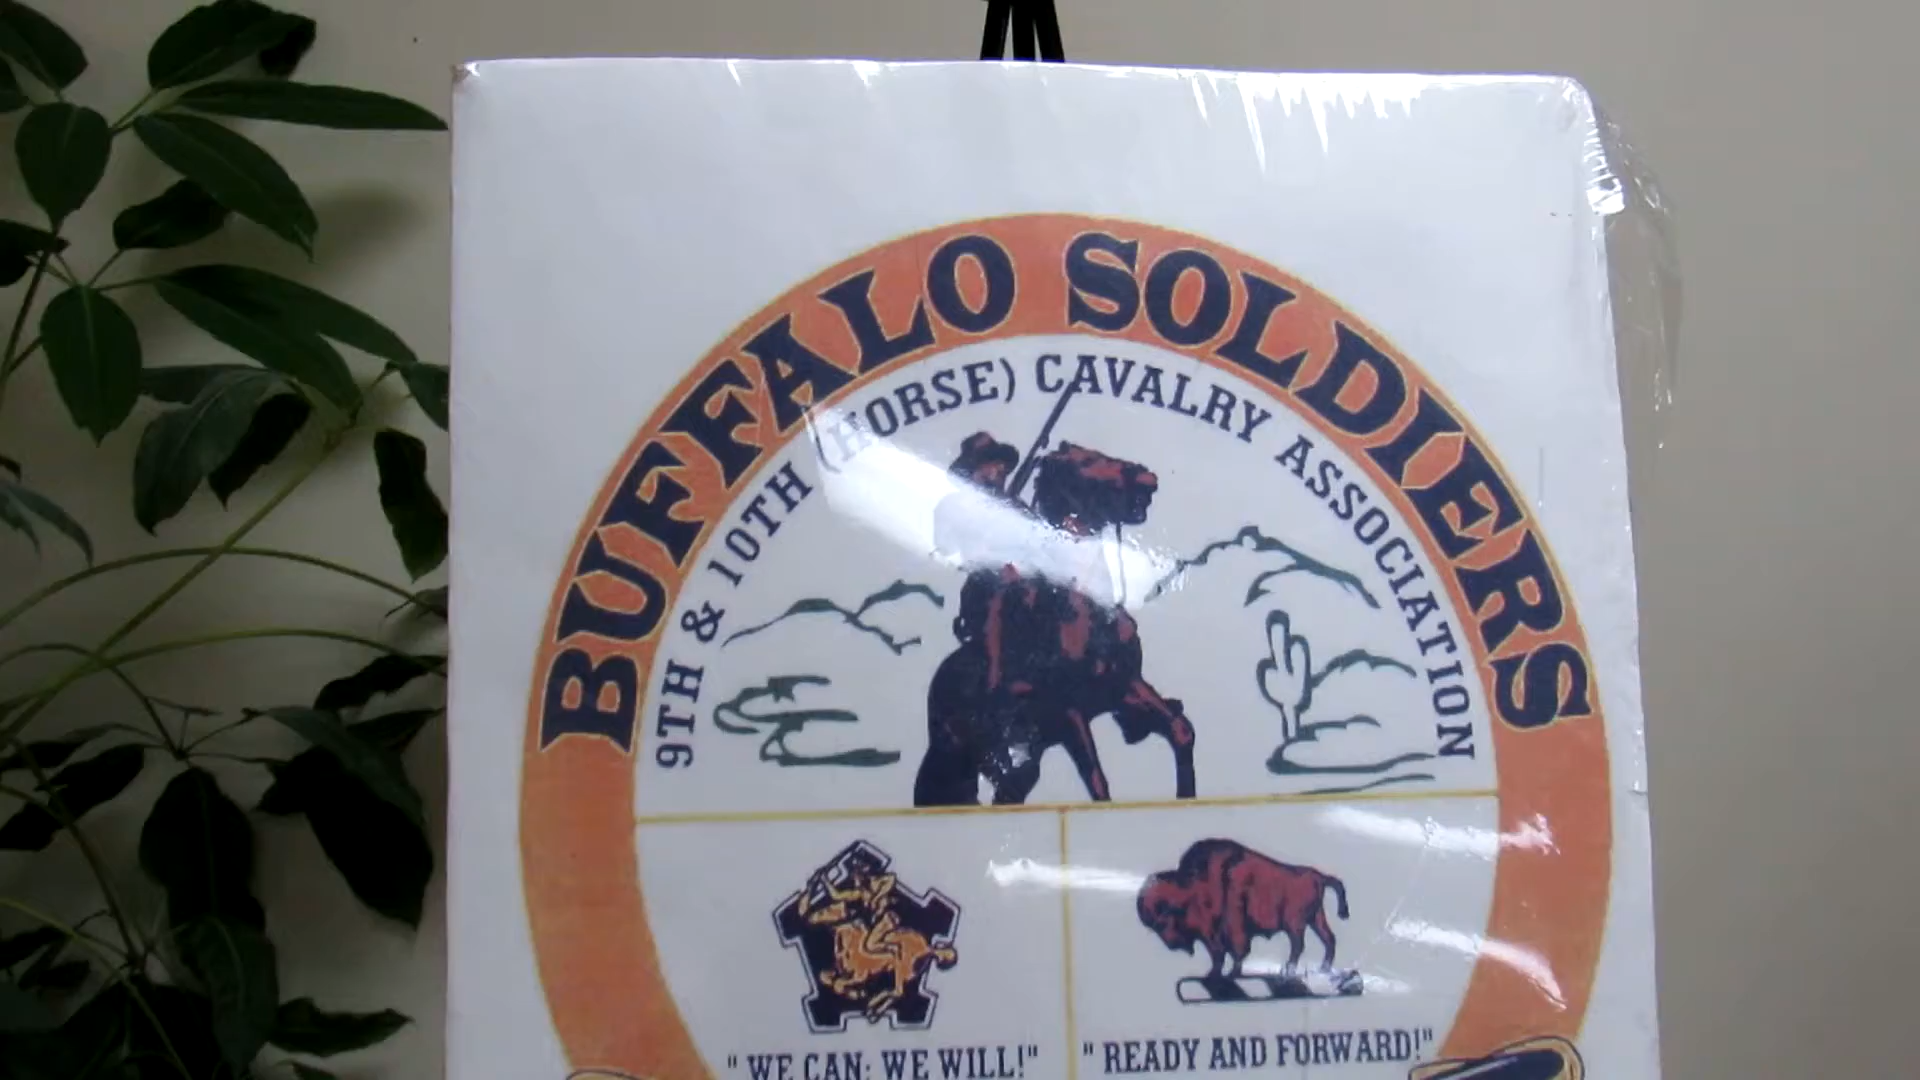 BUFFALO SOLDIERS
9TH & 10TH (HORSE) CAVALRY ASSOCIATION
" WE CAN: WE WILL!"
" READY AND FORWARD!"